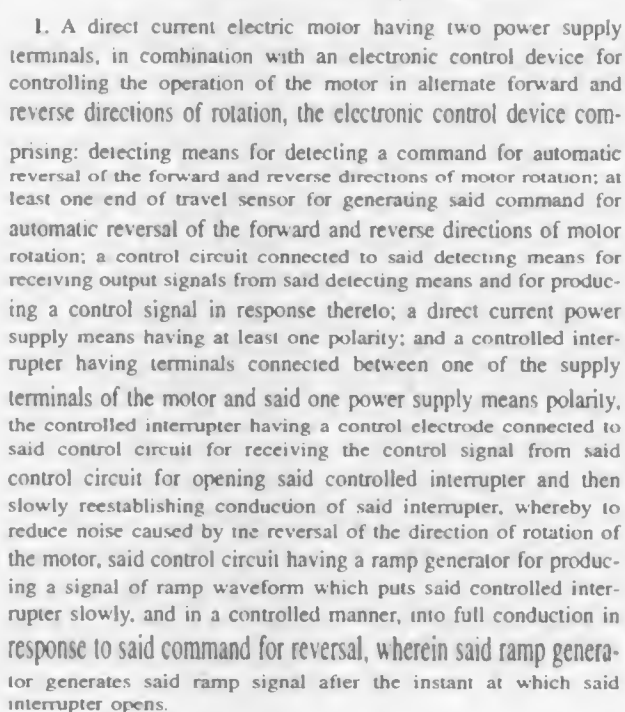 1. A direct current electric motor having two power supply
terminals, in combination with an electronic control device for
controlling the operation of the motor in alternate forward and
reverse directions of rotation, the electronic control device com-
prising: detecting means for detecting a command for automatic
reversal of the forward and reverse directions of motor rotation; at
least one end of travel sensor for generating said command for
automatic reversal of the forward and reverse directions of motor
rotation; a control circuit connected to said detecting means for
receiving output signals from said detecting means and for produc-
ing a control signal in response thereto; a direct current power
supply means having at least one polarity; and a controlled inter-
rupter having terminals connected between one of the supply
terminals of the motor and said one power supply means polarity,
the controlled interrupter having a control electrode connected to
said control circuit for receiving the control signal from said
control circuit for opening said controlled interrupter and then
slowly reestablishing conduction of said interrupter, whereby to
reduce noise caused by the reversal of the direction of rotation of
the motor, said control circuit having a ramp generator for produc-
ing a signal of ramp waveform which puts said controlled inter-
rupter slowly, and in a controlled manner, into full conduction in
response to said command for reversal, wherein said ramp genera-
tor generates said ramp signal after the instant at which said
interrupter opens.